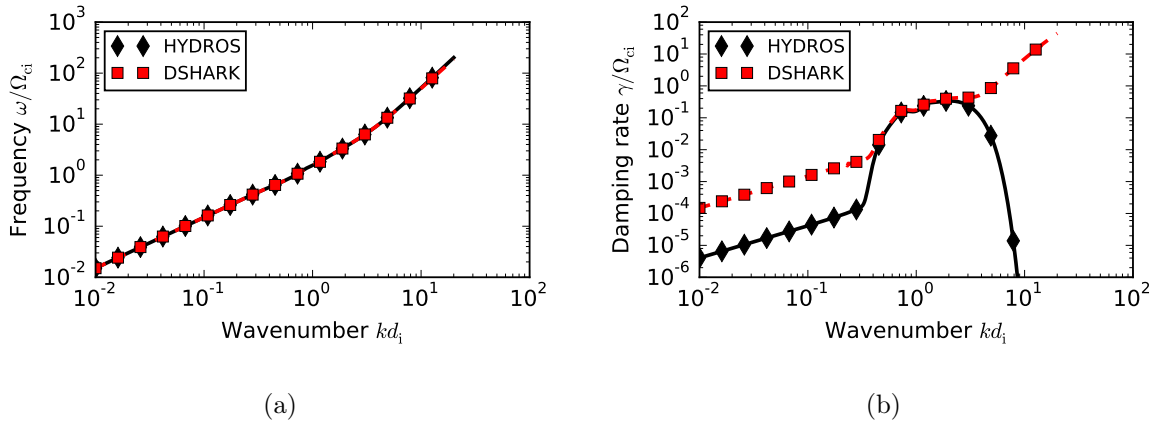 10^3
10^2
10^1
10^0
10^-1
10^-2
Frequency ω/Ω_ci
HYDROS
DSHARK
10^-2 10^-1 10^0 10^1 10^2
Wavenumber kd_i
(a)
10^2
10^1
10^0
10^-1
10^-2
10^-3
10^-4
10^-5
10^-6
Damping rate γ/Ω_ci
HYDROS
DSHARK
10^-2 10^-1 10^0 10^1 10^2
Wavenumber kd_i
(b)